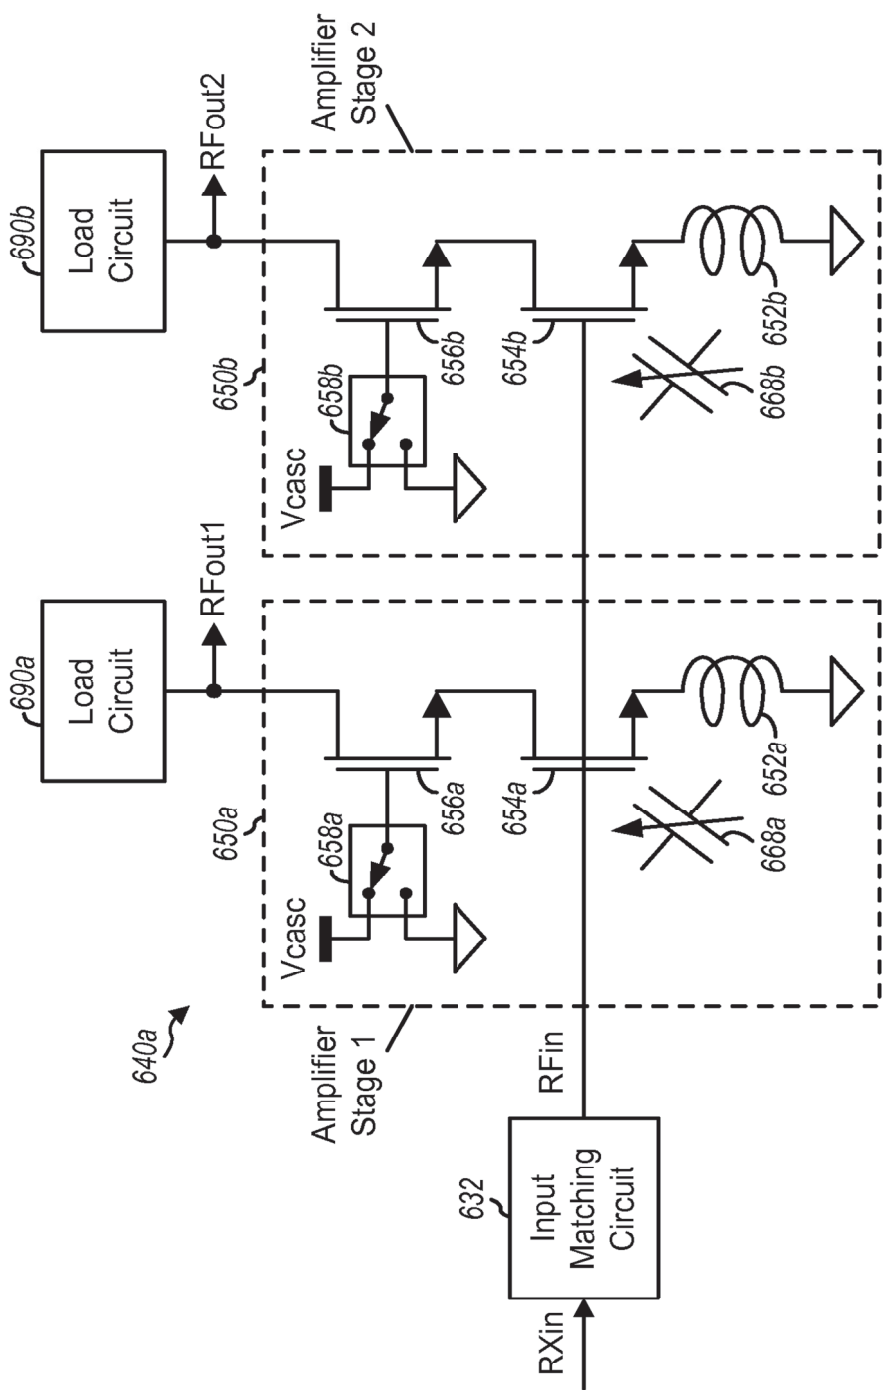 640a
690a
Load
Circuit
RFout1
690b
Load
Circuit
RFout2
Amplifier
Stage 1
650a
Vcasc
658a
656a
654a
668a
652a
Amplifier
Stage 2
650b
Vcasc
658b
656b
654b
668b
652b
RXin
632
Input
Matching
Circuit
RFin